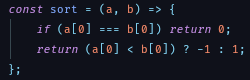 const sort = (a, b) => {
    if (a[0] === b[0]) return 0;
    return (a[0] < b[0]) ? -1 : 1;
};